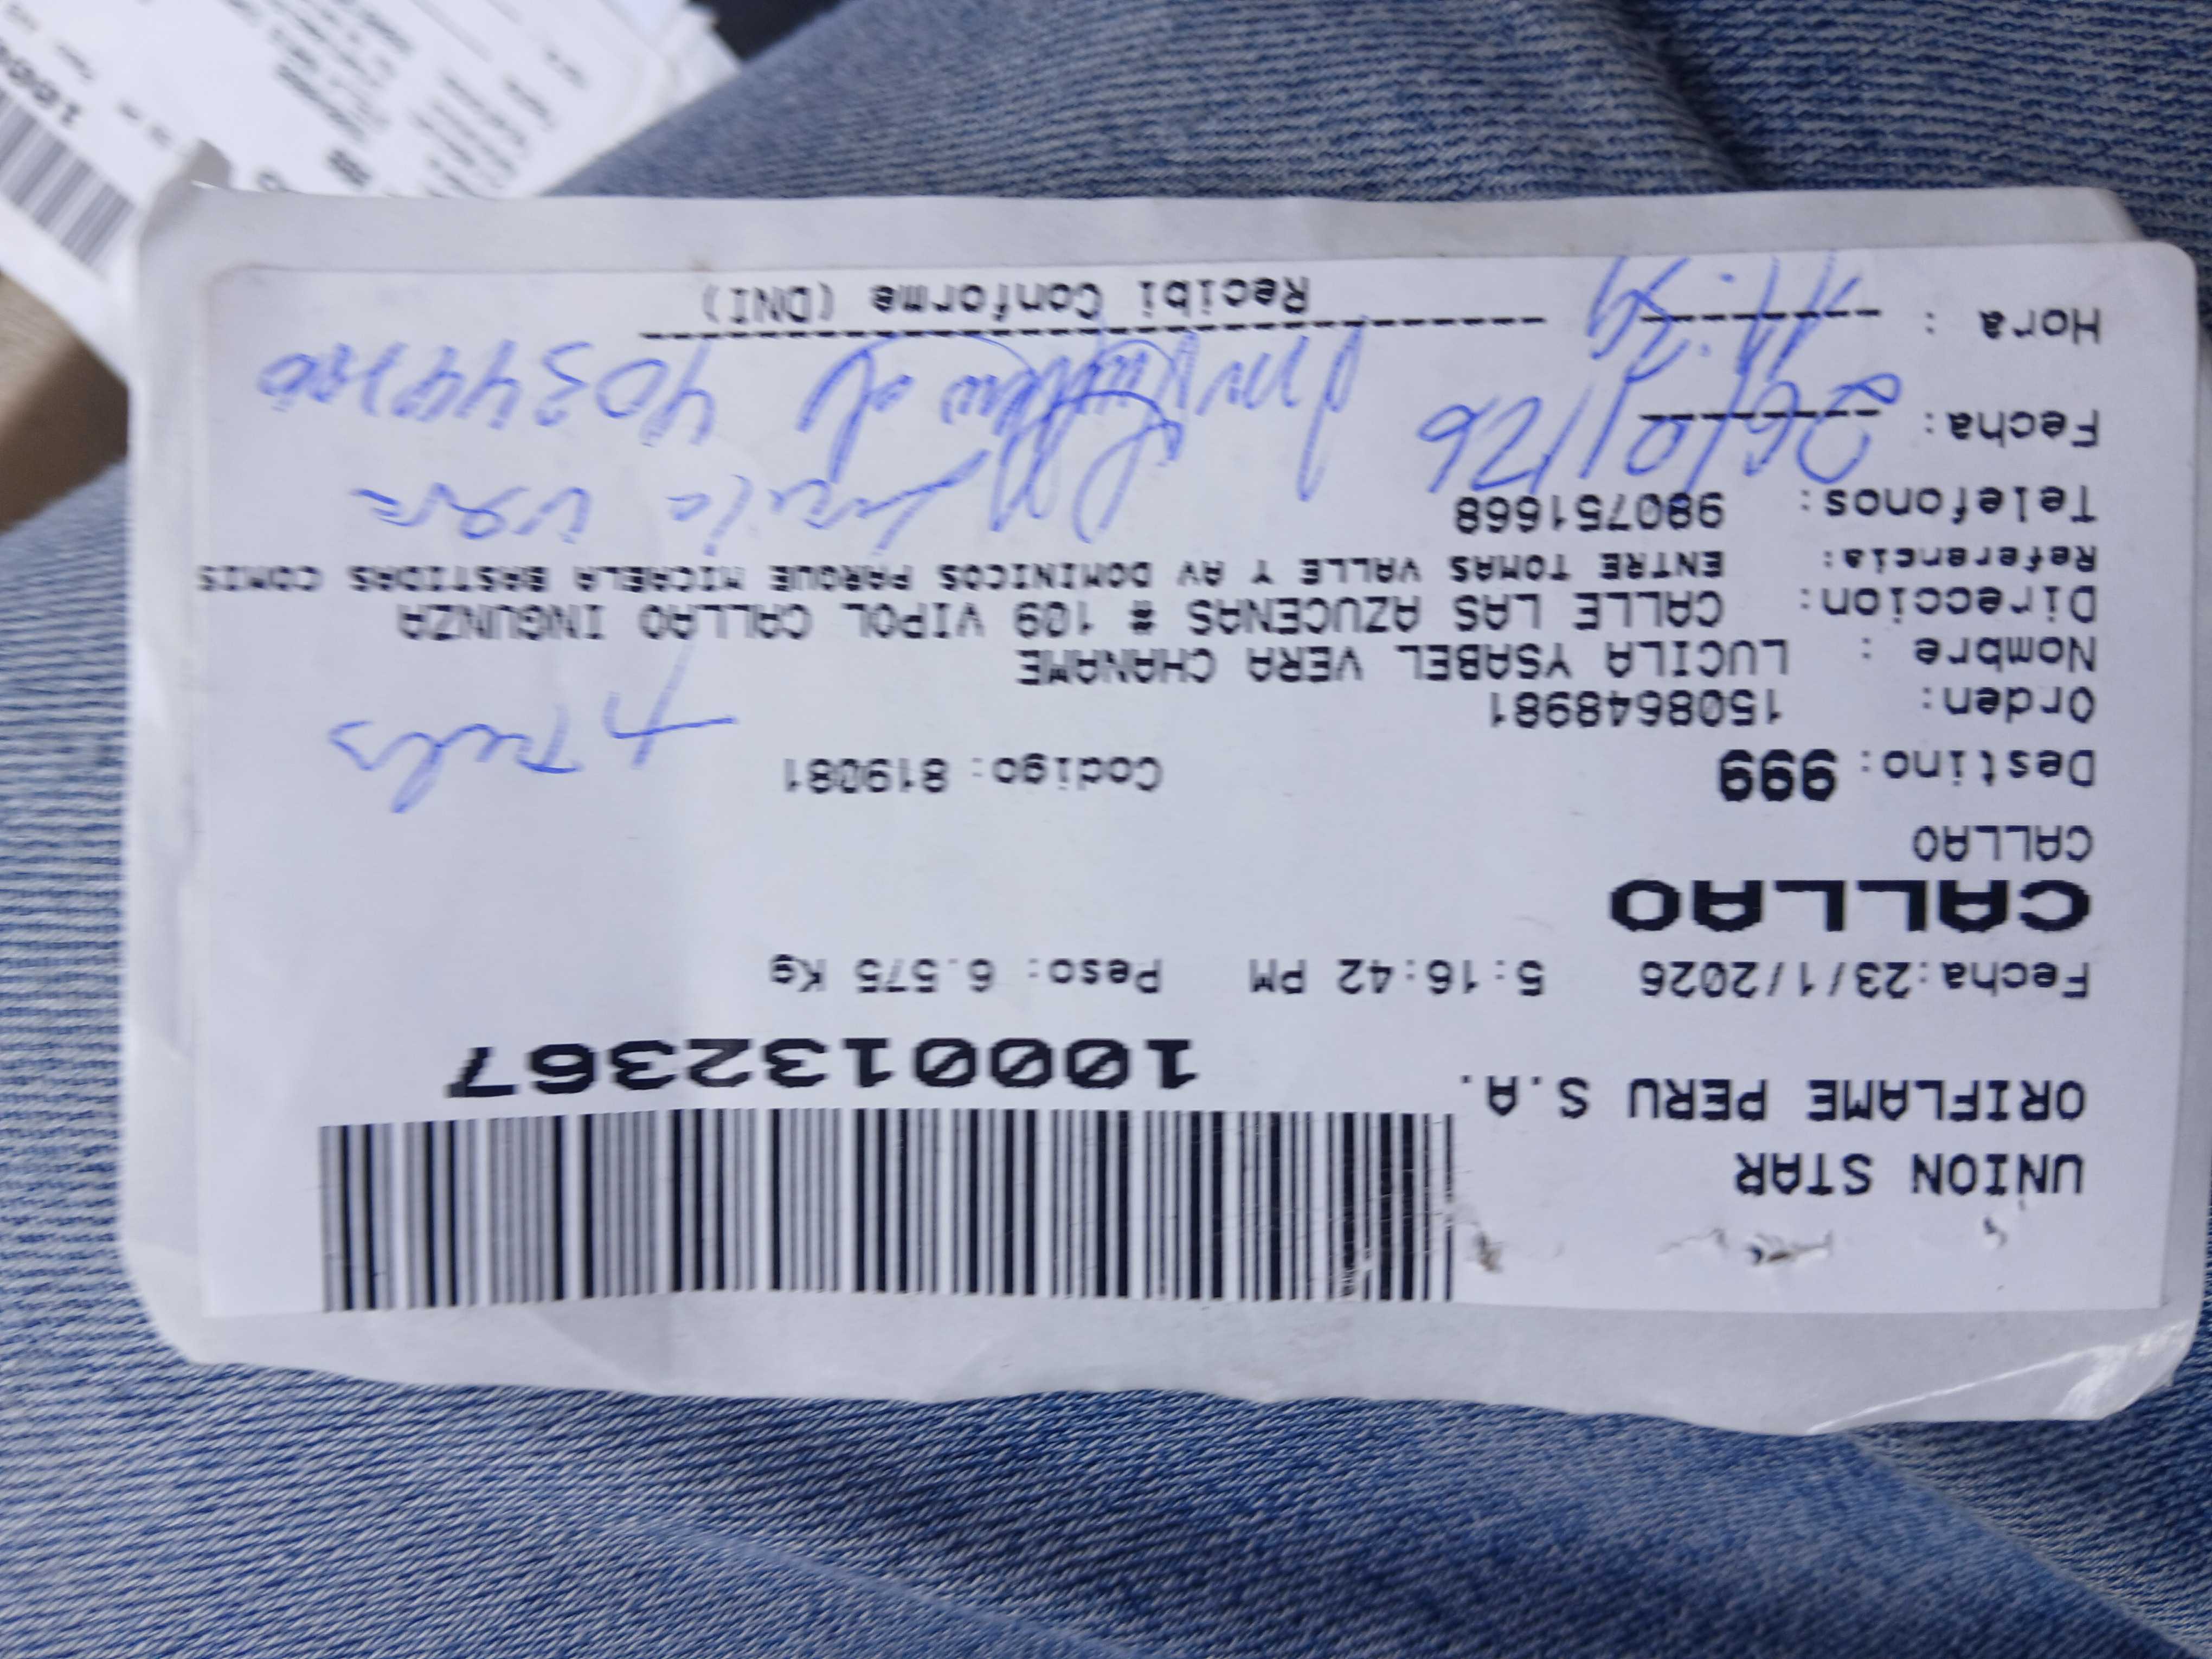 UNION STAR
ORIFLAME PERU S.A.
1000132367
Fecha:23/1/2026 5:16:42 PM Peso: 6.575 Kg
CALLAO
CALLAO
Destino: 999 Codigo: 819081
Orden: 1508648981
Nombre : LUCILA YSABEL VERA CHANAME
Direccion: CALLE LAS AZUCENAS # 109 VIPOL CALLAO INGUNZA
Referencia: ENTRE TOMAS VALLE Y AV DOMINICOS PARQUE MICAELA BASTIDAS COMIS
Telefonos: 980751668
Fecha: 26/01/26
Hora : 11:39
Recibi Conforme (DNI)